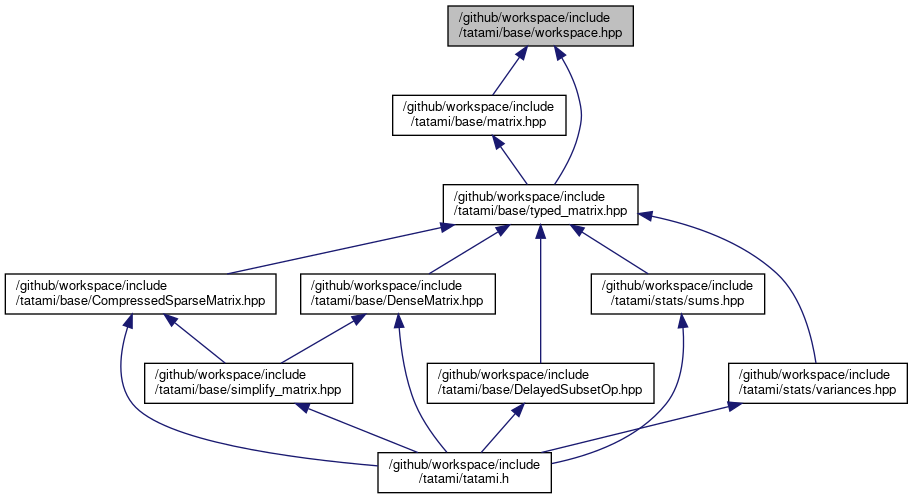 /github/workspace/include
/tatami/base/workspace.hpp
/github/workspace/include
/tatami/base/matrix.hpp
/github/workspace/include
/tatami/base/typed_matrix.hpp
/github/workspace/include
/tatami/base/CompressedSparseMatrix.hpp
/github/workspace/include
/tatami/base/DenseMatrix.hpp
/github/workspace/include
/tatami/stats/sums.hpp
/github/workspace/include
/tatami/base/simplify_matrix.hpp
/github/workspace/include
/tatami/base/DelayedSubsetOp.hpp
/github/workspace/include
/tatami/stats/variances.hpp
/github/workspace/include
/tatami/tatami.h